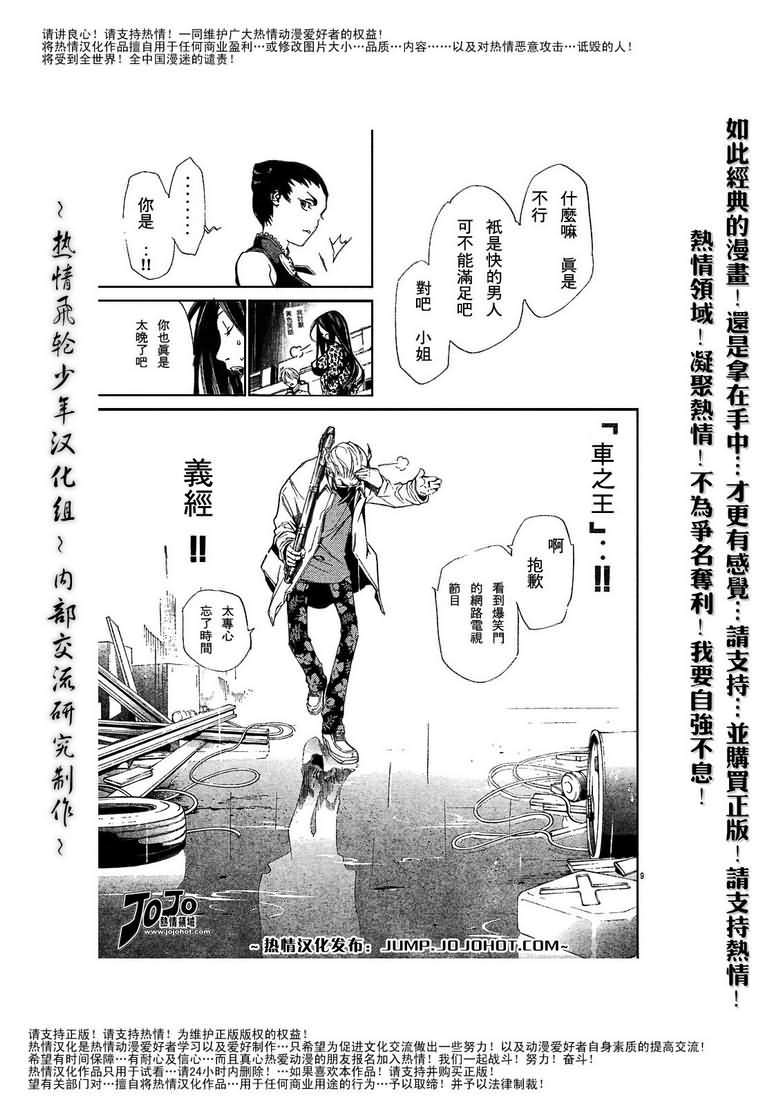 请讲良心！请支持热情！一同维护广大热情动漫爱好者的权益！
将热情汉化作品擅自用于任何商业盈利…或修改图片大小…品质…内容……以及对热情恶意攻击…诋毁的人！
将受到全世界！全中国漫迷的谴责！
如此經典的漫畫！還是拿在手中…才更有感覺…請支持…並購買正版！請支持熱情！
熱情領域！凝聚熱情！不為爭名奪利！我要自強不息！
什麼嘛 真是
不行
祇是快的男人
可不能滿足吧
對吧 小姐
………
你是…!!
我討厭
黃色笑話
你也真是
太晚了吧
『車之王』…!!
義經!!
啊
抱歉
看到爆笑門
的網路電視
節目
太專心
忘了時間
9
JOJO
热情領域
www.jojohot.com
~热情汉化发布：JUMP.JOJOHOT.COM~
~热情飛轮少年汉化组~内部交流研究制作~
请支持正版！请支持热情！为维护正版版权的权益！
热情汉化是热情动漫爱好者学习以及爱好制作…只希望为促进文化交流做出一些努力！以及动漫爱好者自身素质的提高交流！
希望有时间保障…有耐心及信心…而且真心热爱动漫的朋友报名加入热情！我们一起战斗！努力！奋斗！
热情汉化作品只用于试看…请24小时内删除！…如果喜欢本作品！请支持并购买正版！
望有关部门对…擅自将热情汉化作品…用于任何商业用途的行为…予以取缔！并予以法律制裁！